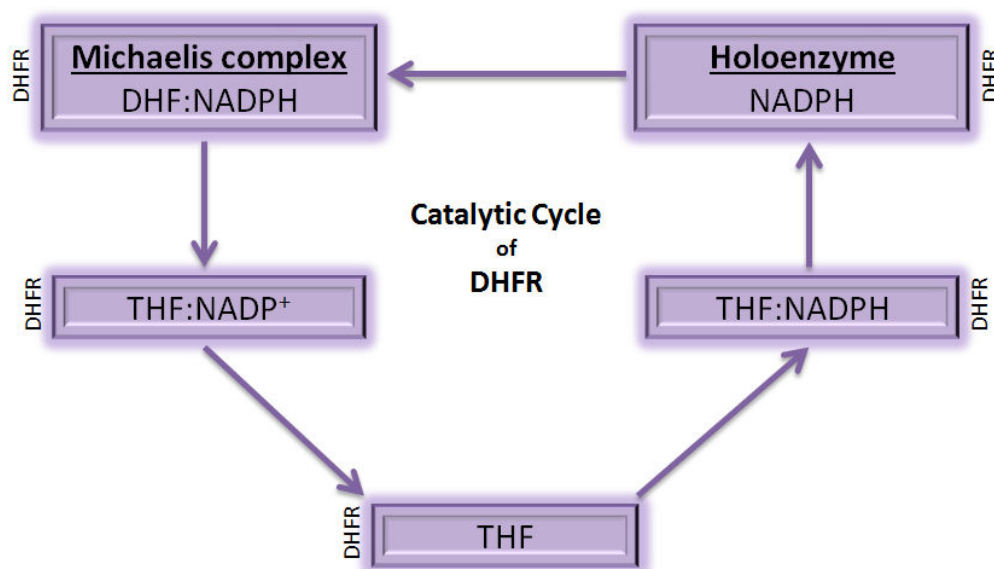 DHFR
Michaelis complex
DHF:NADPH
Holoenzyme
NADPH
DHFR
Catalytic Cycle
of
DHFR
DHFR
THF:NADP⁺
THF:NADPH
DHFR
DHFR
THF